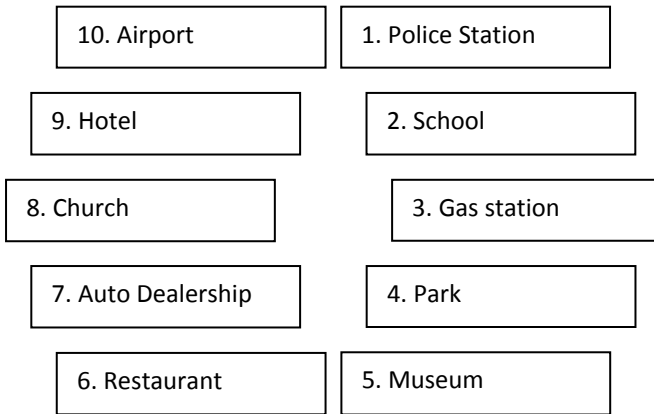 10. Airport
1. Police Station
9. Hotel
2. School
8. Church
3. Gas station
7. Auto Dealership
4. Park
6. Restaurant
5. Museum